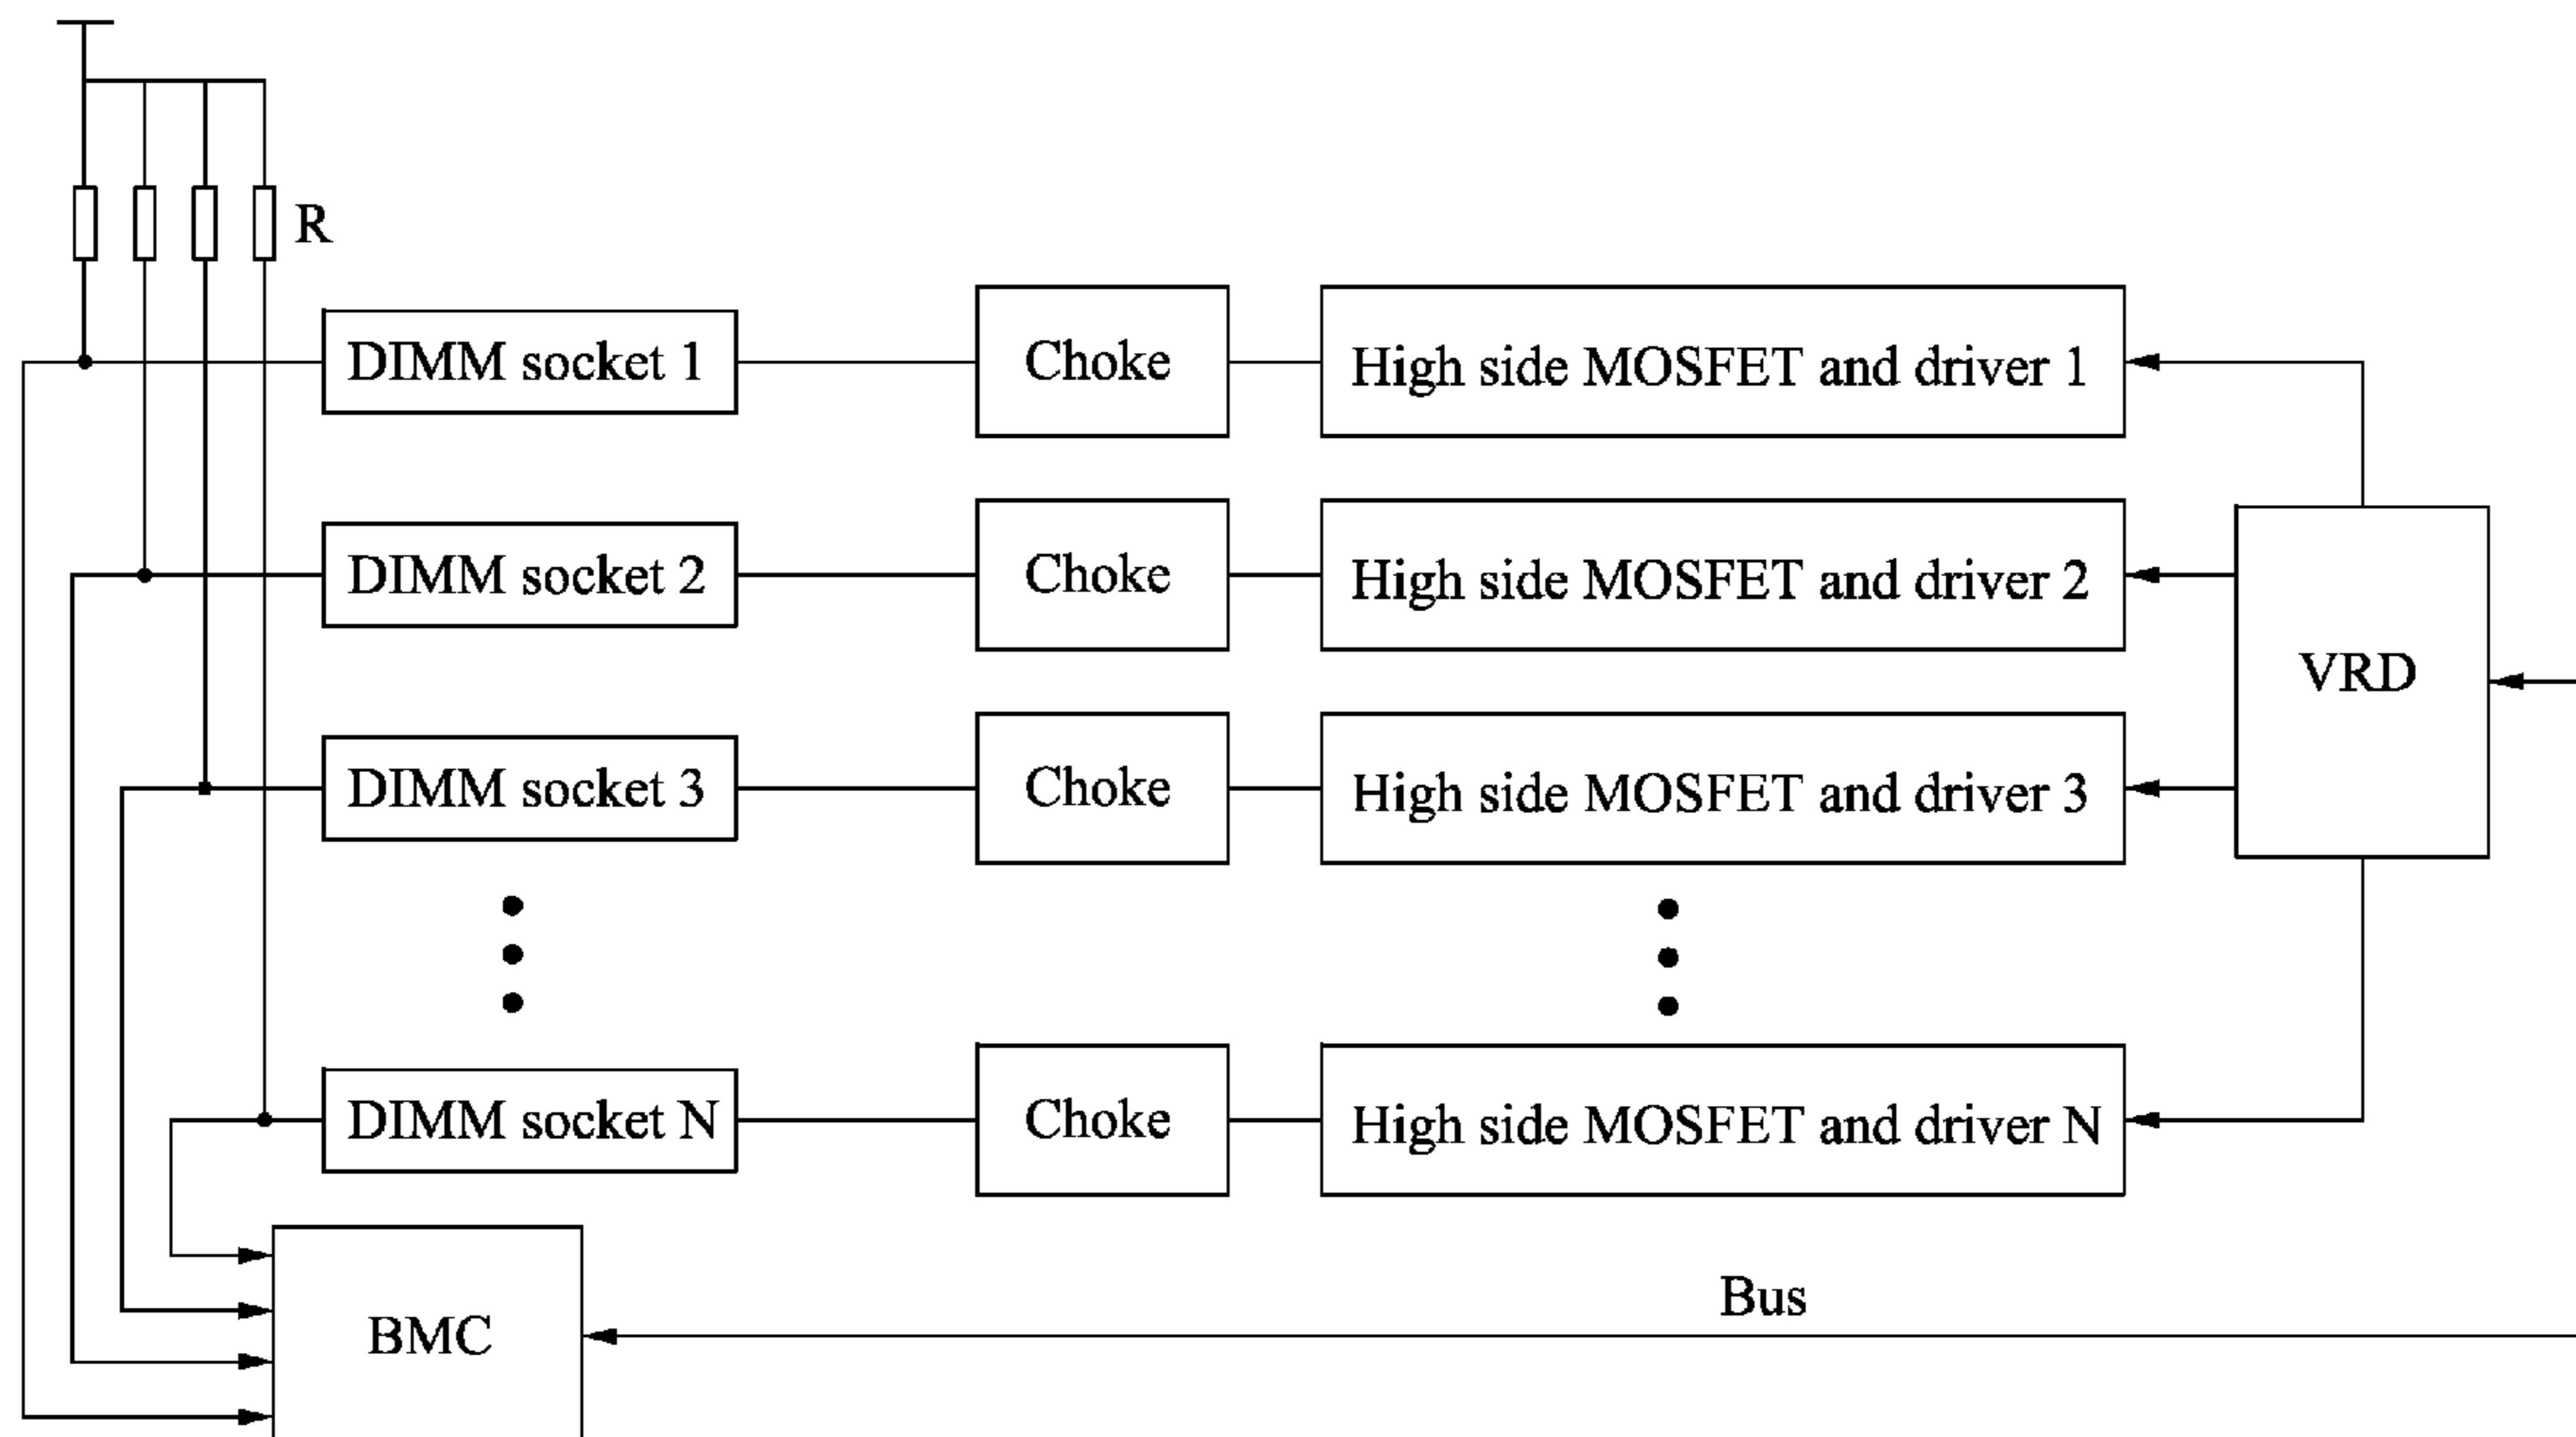 R
DIMM socket 1
Choke
High side MOSFET and driver 1
DIMM socket 2
Choke
High side MOSFET and driver 2
VRD
DIMM socket 3
Choke
High side MOSFET and driver 3
DIMM socket N
Choke
High side MOSFET and driver N
Bus
BMC